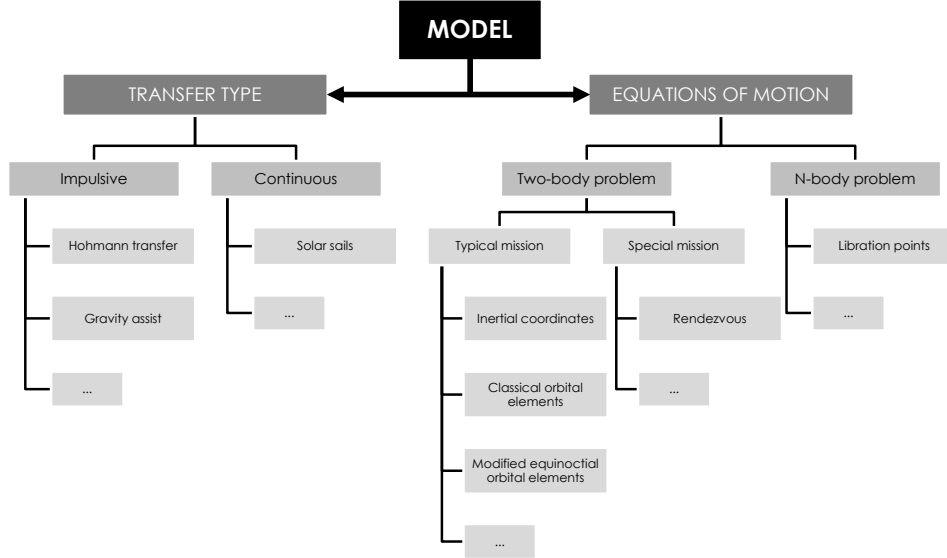 MODEL
TRANSFER TYPE
EQUATIONS OF MOTION
Impulsive
Continuous
Two-body problem
N-body problem
Hohmann transfer
Solar sails
Typical mission
Special mission
Libration points
Gravity assist
...
Inertial coordinates
Rendezvous
...
...
Classical orbital
elements
...
Modified equinoctial
orbital elements
...